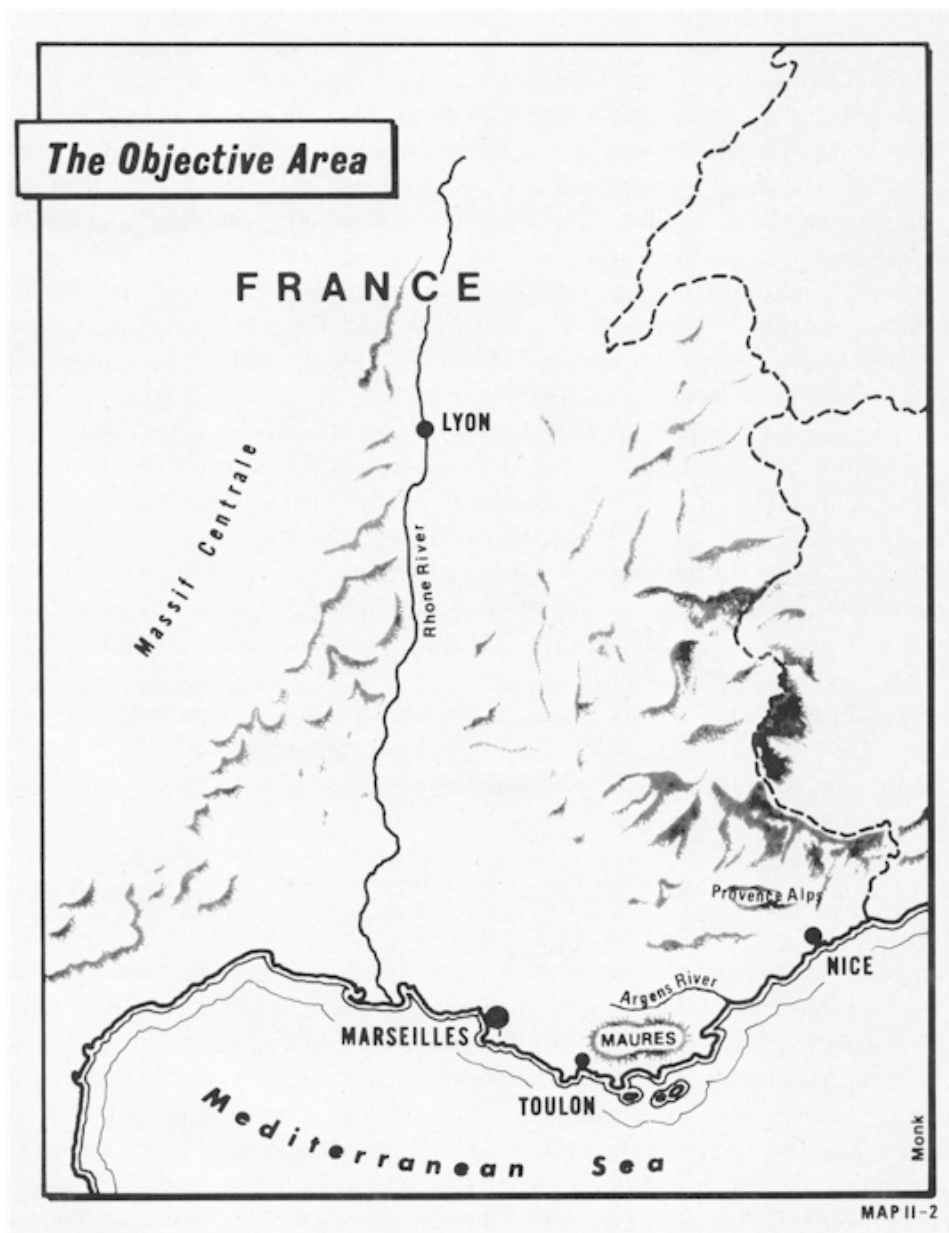 The Objective Area
FRANCE
LYON
Massif Centrale
Rhone River
Provence Alps
NICE
Argens River
MARSEILLES
MAURES
TOULON
Mediterranean Sea
Monk
MAP II-2